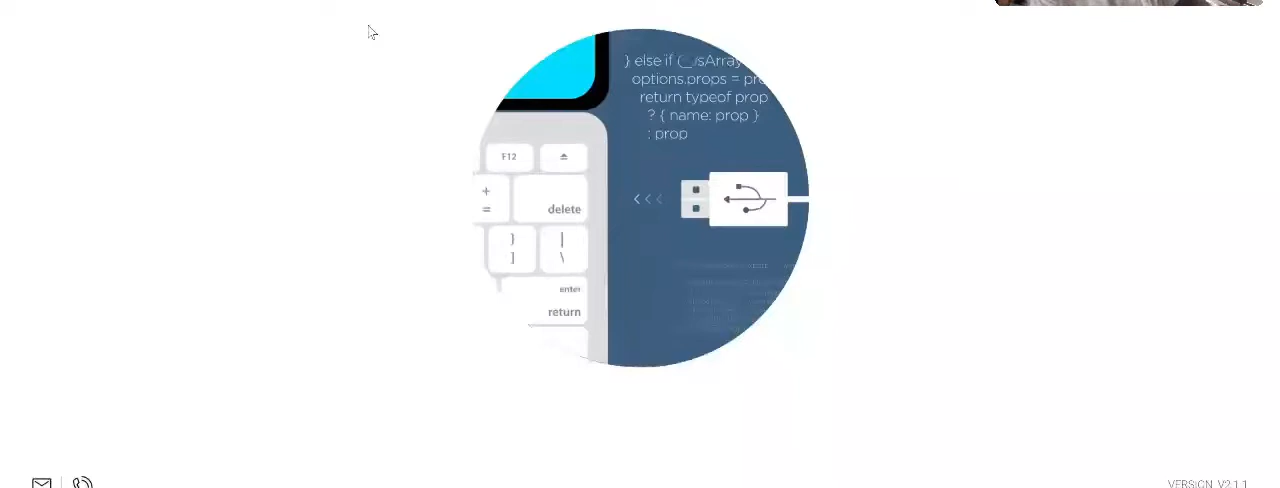 } else if (_.isArray
options.props = pro
return typeof prop
? { name: prop }
: prop
F12
+
=
delete
}
]
|
\
enter
return
VERSION V2.1.1